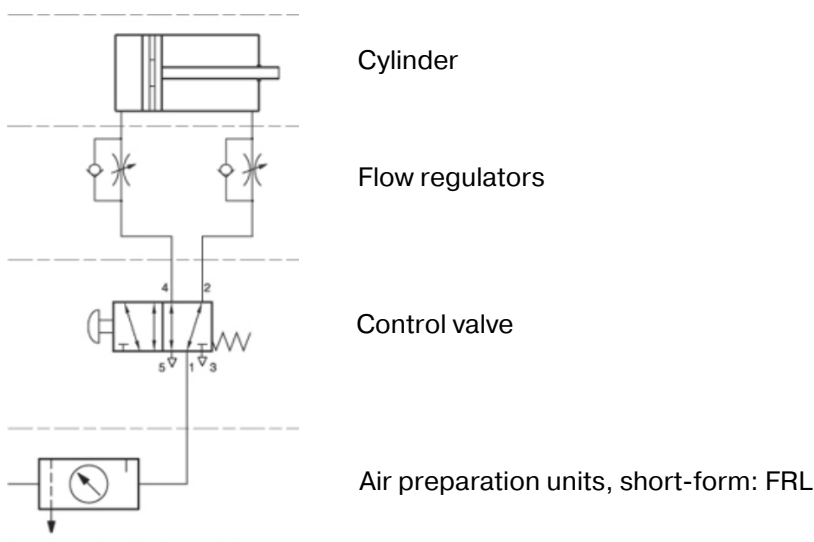 Cylinder
Flow regulators
4 2
Control valve
5 1 3
Air preparation units, short-form: FRL